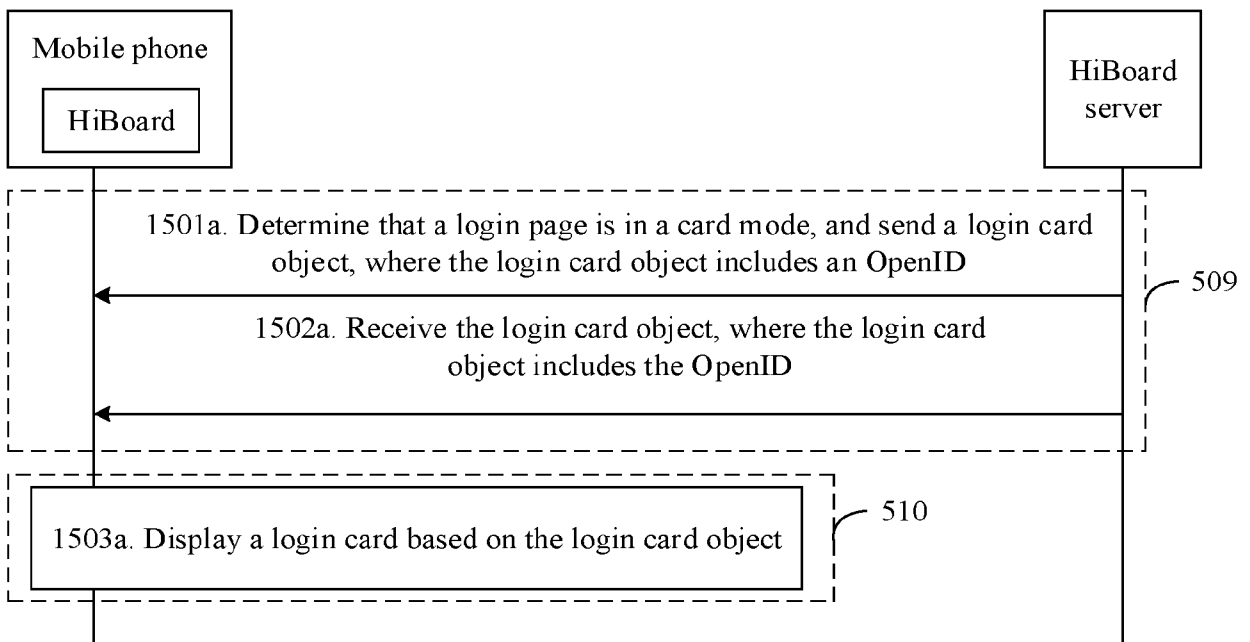 Mobile phone
HiBoard
HiBoard
server
1501a. Determine that a login page is in a card mode, and send a login card
object, where the login card object includes an OpenID
509
1502a. Receive the login card object, where the login card
object includes the OpenID
510
1503a. Display a login card based on the login card object